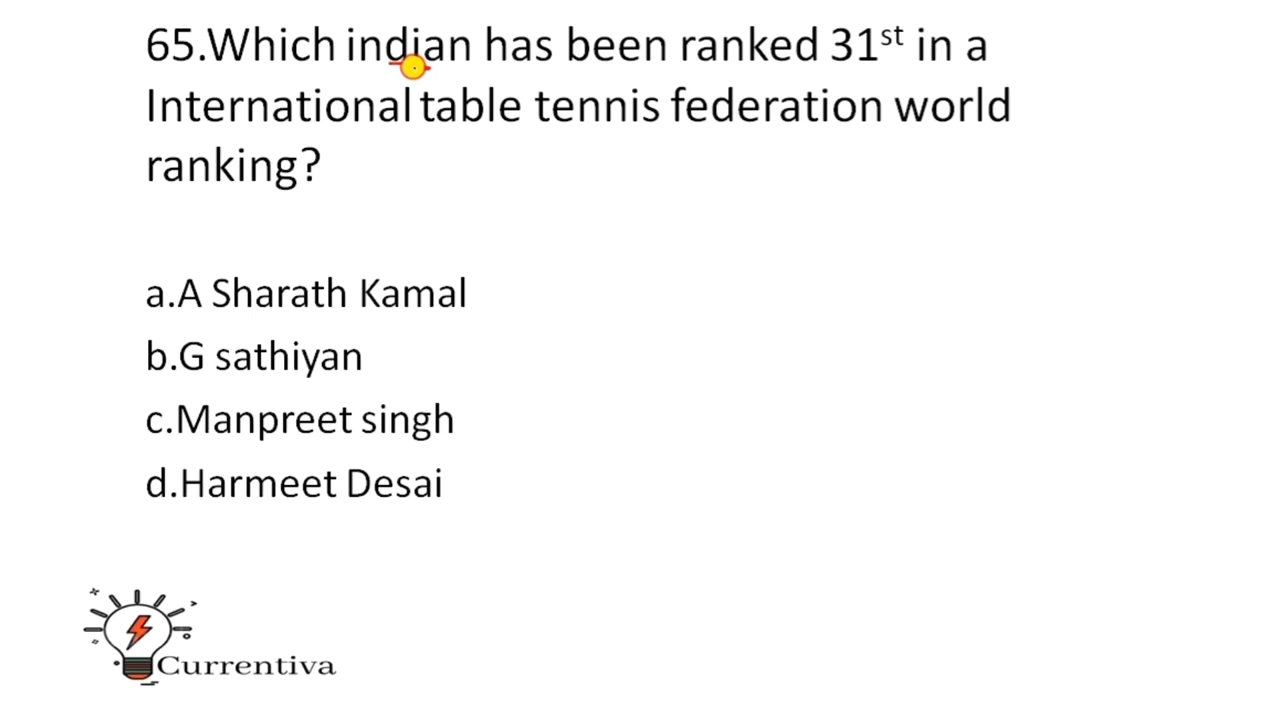 65.Which indian has been ranked 31st in a
International table tennis federation world
ranking?
a.A Sharath Kamal
b.G sathiyan
c.Manpreet singh
d.Harmeet Desai
Currentiva